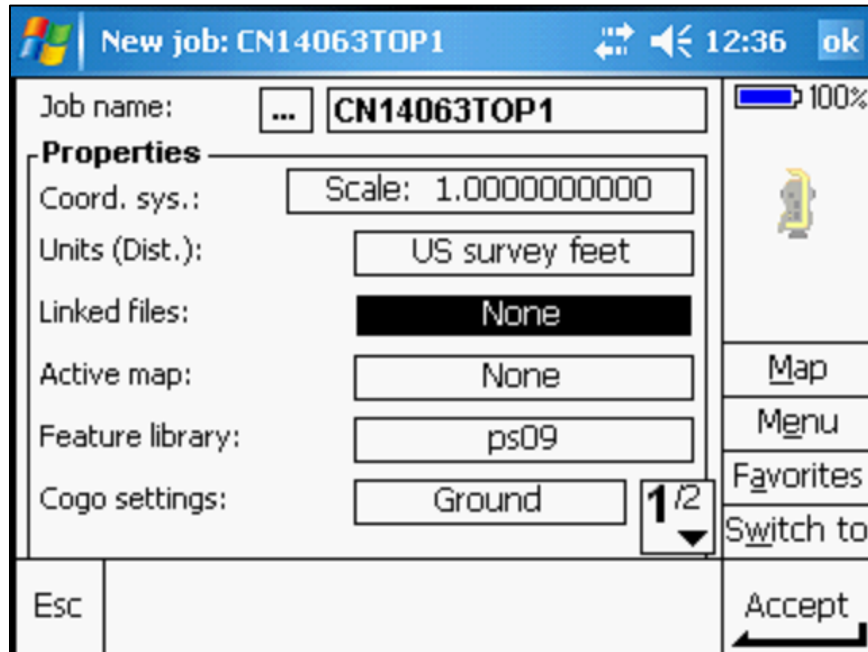 New job: CN14063TOP1 12:36 ok
Job name: ... CN14063TOP1 100%
Properties
Coord. sys.: Scale: 1.0000000000
Units (Dist.): US survey feet
Linked files: None
Active map: None
Map
Feature library: ps09
Menu
Cogo settings: Ground 1/2
Favorites
Switch to
Esc Accept